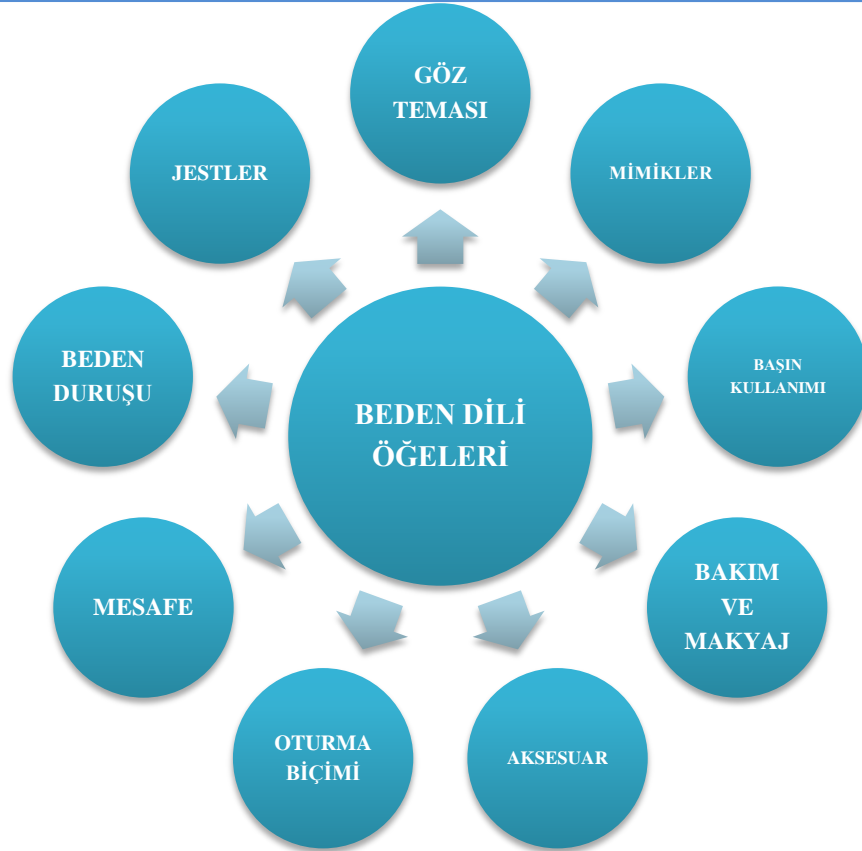 GÖZ
TEMASI
MİMİKLER
BAŞIN
KULLANIMI
BAKIM
VE
MAKYAJ
AKSESUAR
OTURMA
BİÇİMİ
MESAFE
BEDEN
DURUŞU
JESTLER
BEDEN DİLİ
ÖĞELERİ